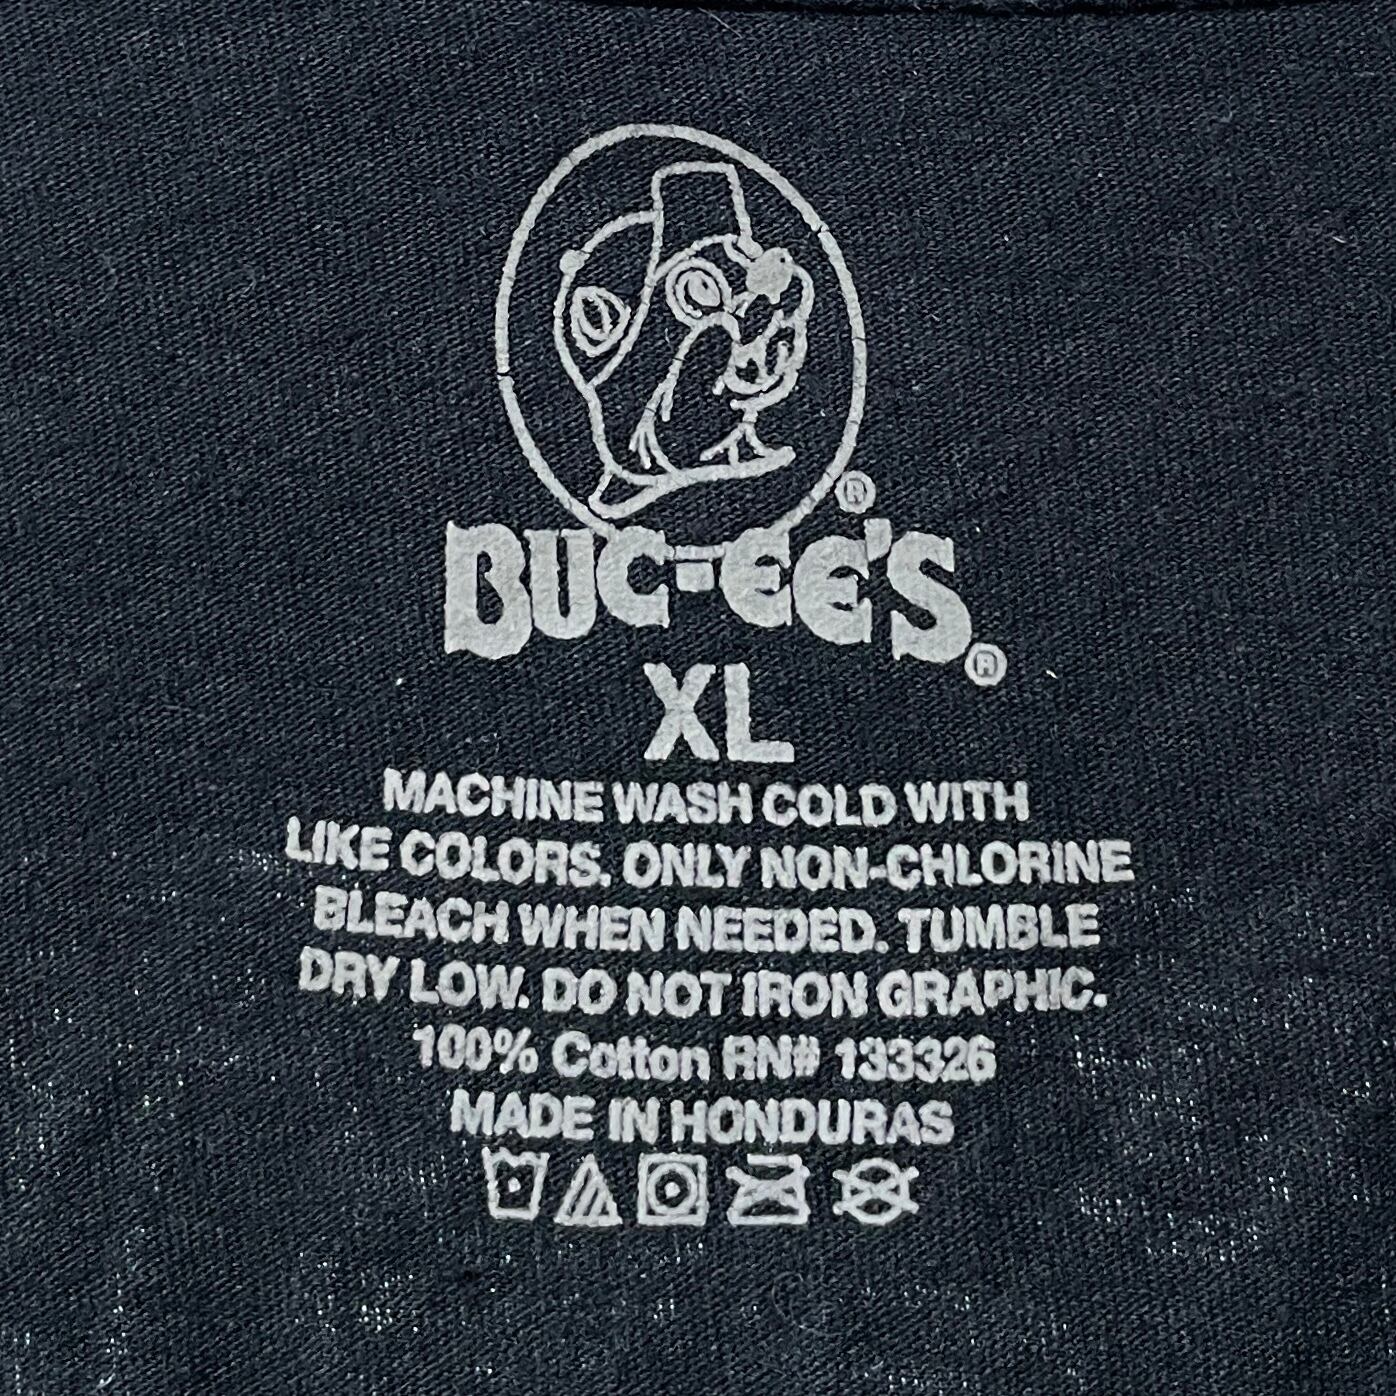 ®
BUC-EE'S®
XL
MACHINE WASH COLD WITH
LIKE COLORS. ONLY NON-CHLORINE
BLEACH WHEN NEEDED. TUMBLE
DRY LOW. DO NOT IRON GRAPHIC.
100% Cotton RN# 133326
MADE IN HONDURAS